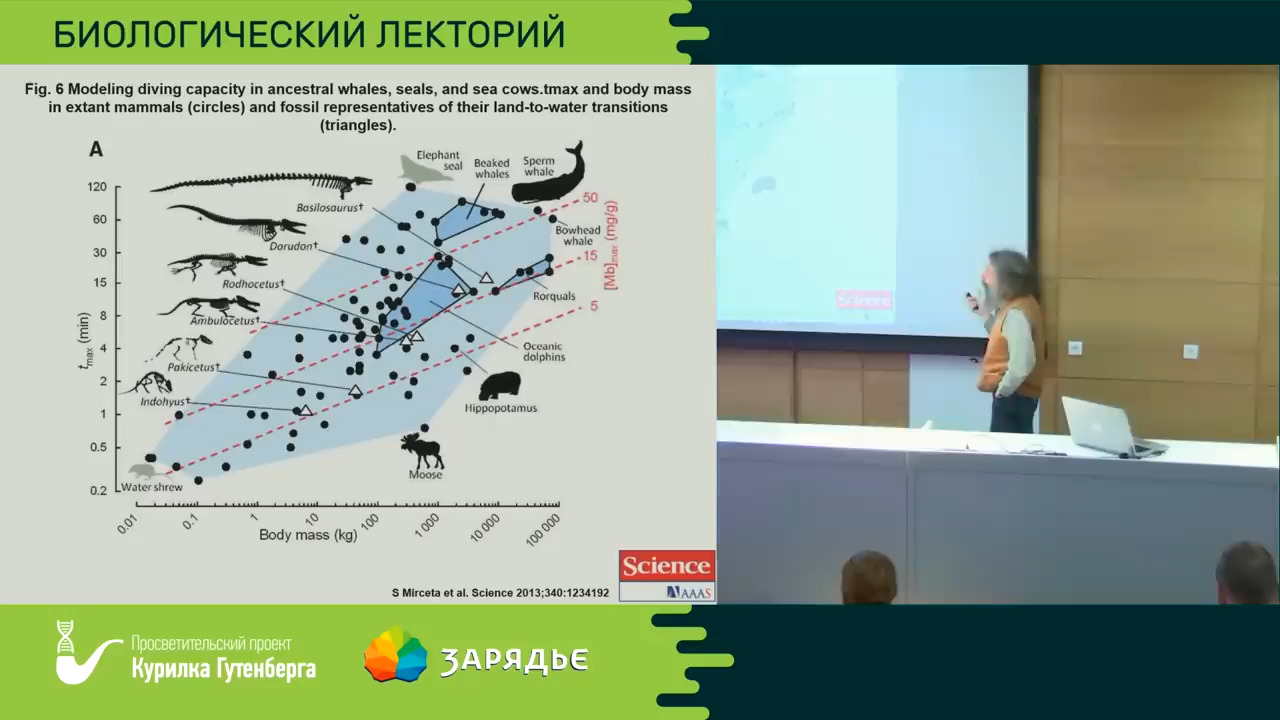 БИОЛОГИЧЕСКИЙ ЛЕКТОРИЙ
Fig. 6 Modeling diving capacity in ancestral whales, seals, and sea cows.tmax and body mass
in extant mammals (circles) and fossil representatives of their land-to-water transitions
(triangles).
A
Elephant
seal
Beaked
whales
Sperm
whale
Basilosaurus†
Dorudon†
Rodhocetus†
Ambulocetus†
Pakicetus†
Indohyus†
Bowhead
whale
Rorquals
Oceanic
dolphins
Hippopotamus
Moose
Water shrew
50
15
5
[Mb]max (mg/g)
tmax (min)
120
60
30
15
8
4
2
1
0.5
0.2
0.01
0.1
1
10
100
1 000
10 000
100 000
Body mass (kg)
Science
AAAS
S Mirceta et al. Science 2013;340:1234192
Science
Просветительский проект
Курилка Гутенберга
ЗАРЯДЬЕ